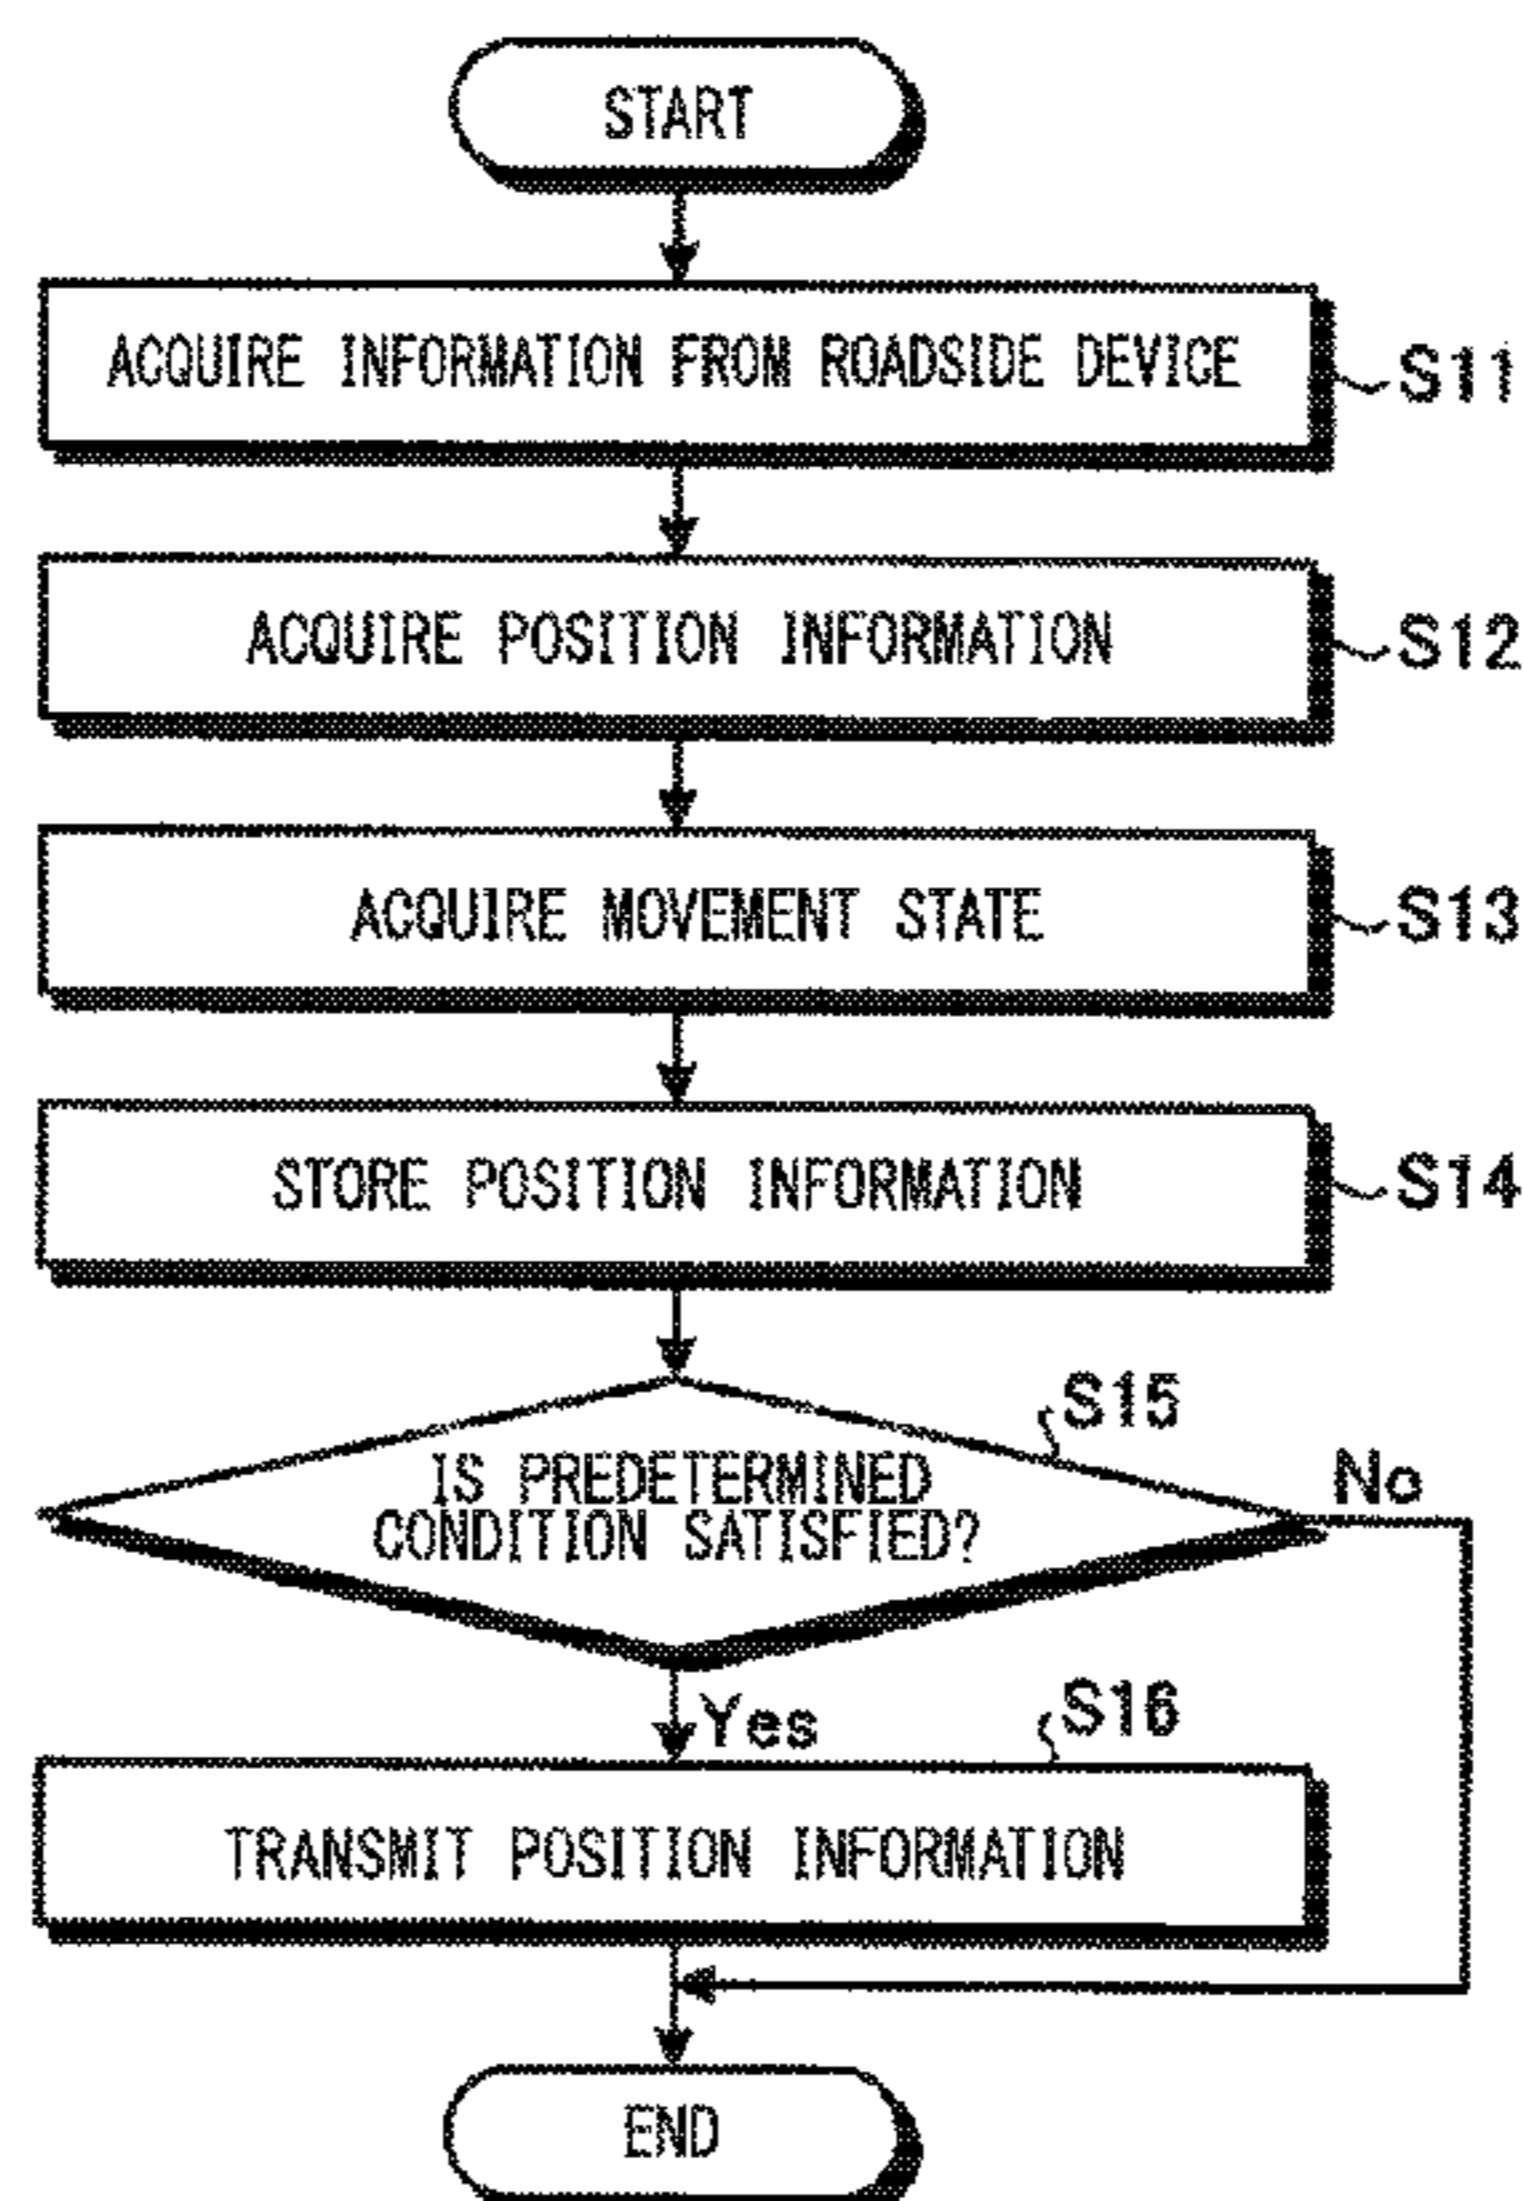 START
ACQUIRE INFORMATION FROM ROADSIDE DEVICE
S11
ACQUIRE POSITION INFORMATION
S12
ACQUIRE MOVEMENT STATE
S13
STORE POSITION INFORMATION
S14
S15
IS PREDETERMINED
CONDITION SATISFIED?
No
Yes
S16
TRANSMIT POSITION INFORMATION
END